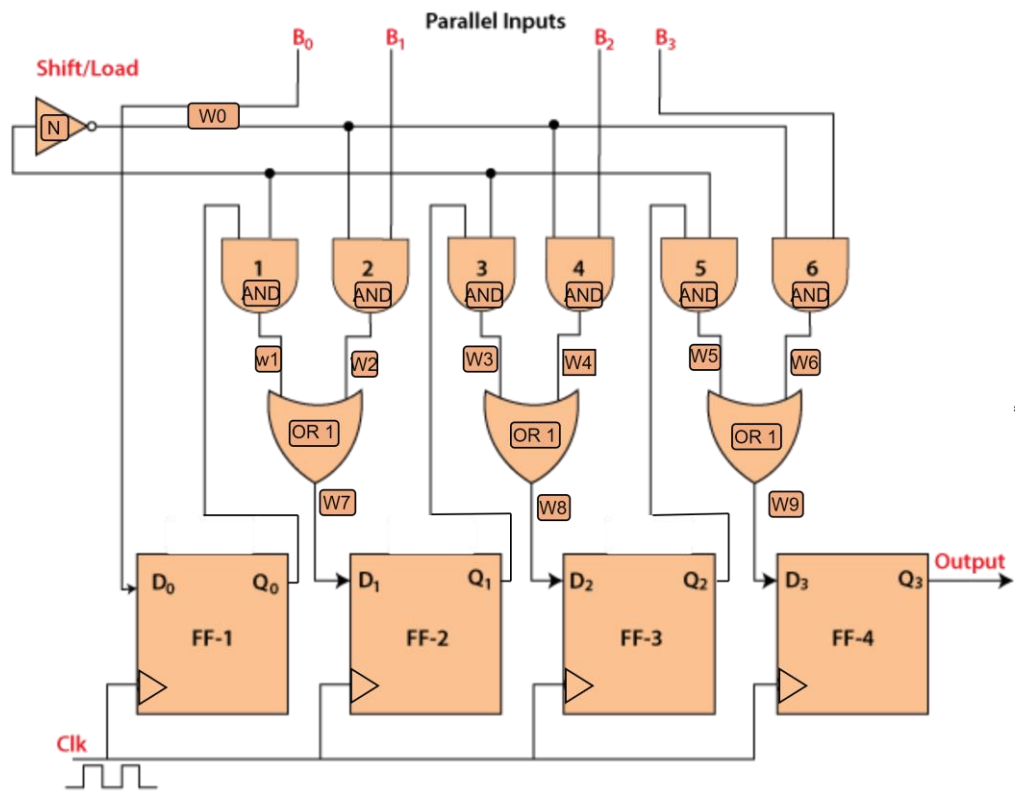 Parallel Inputs
B0 B1 B2 B3
Shift/Load
W0
N
1 2 3 4 5 6
AND AND AND AND AND AND
w1 W2 W3 W4 W5 W6
OR 1 OR 1 OR 1
W7 W8 W9
Output
D0 Q0 D1 Q1 D2 Q2 D3 Q3
FF-1 FF-2 FF-3 FF-4
Clk